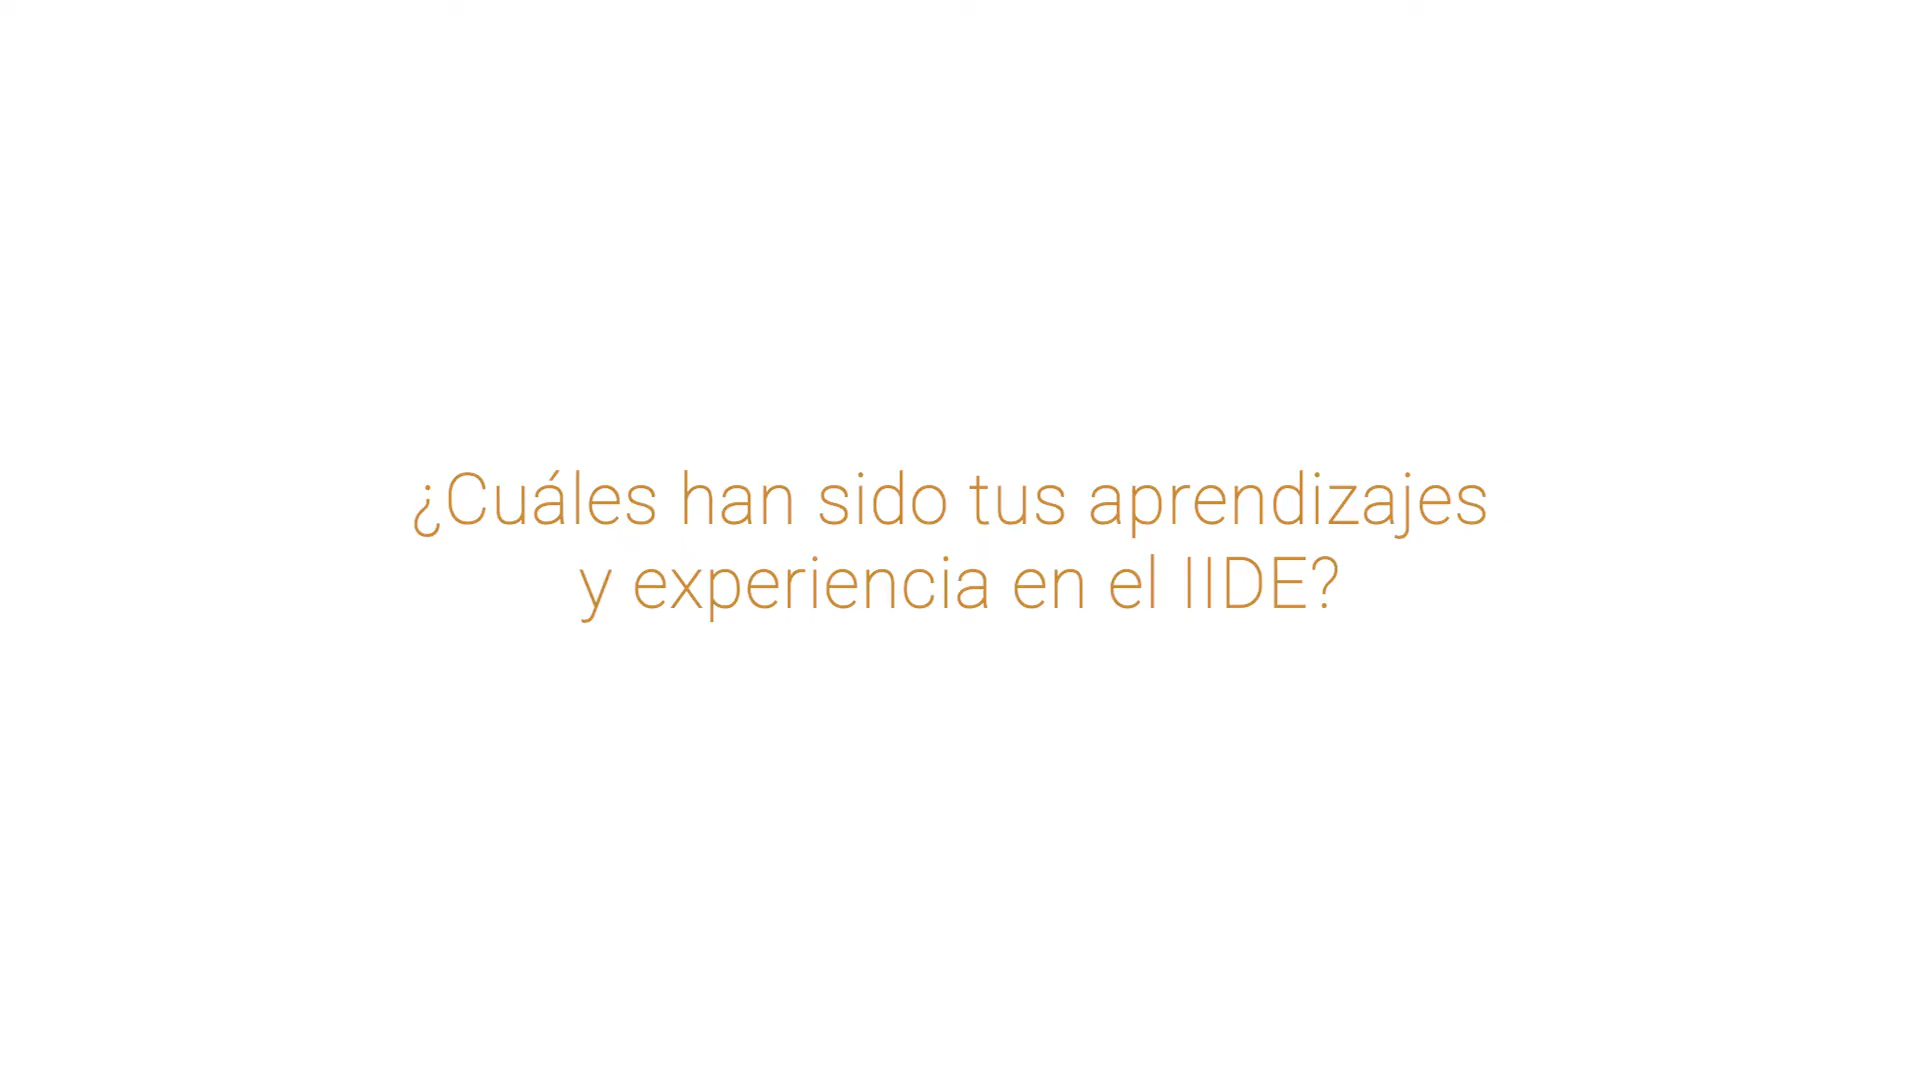 ¿Cuáles han sido tus aprendizajes
y experiencia en el IIDE?